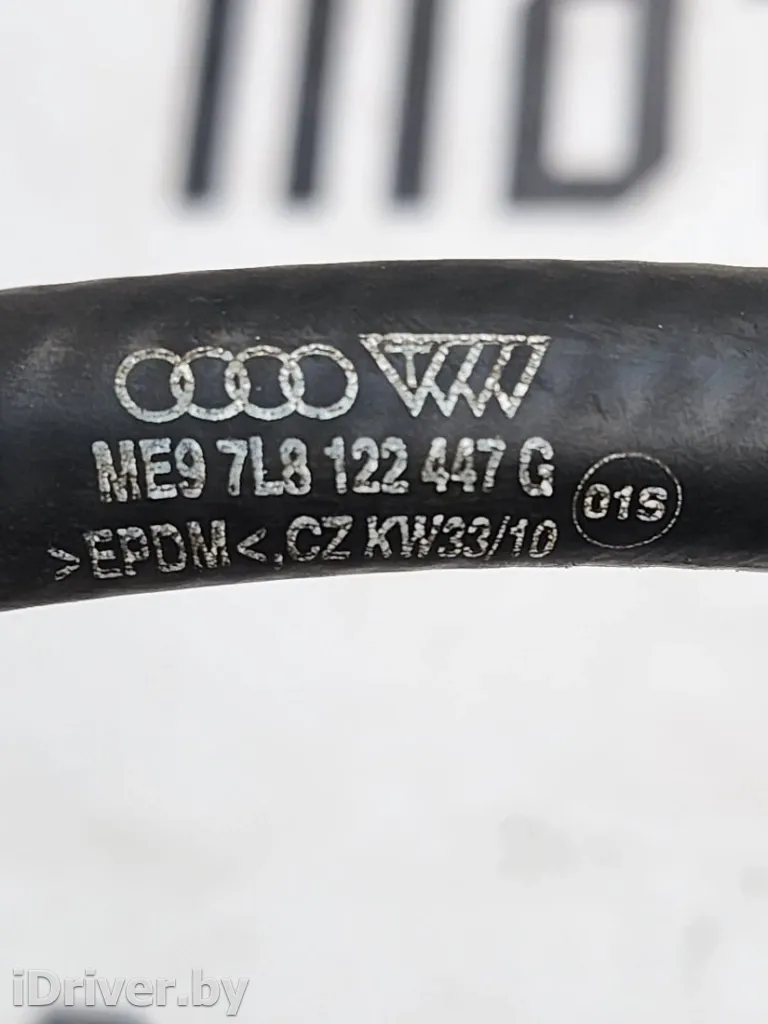 ME9 7L8 122 447 G
>EPDM<,CZ KW33/10
01S
iDriver.by